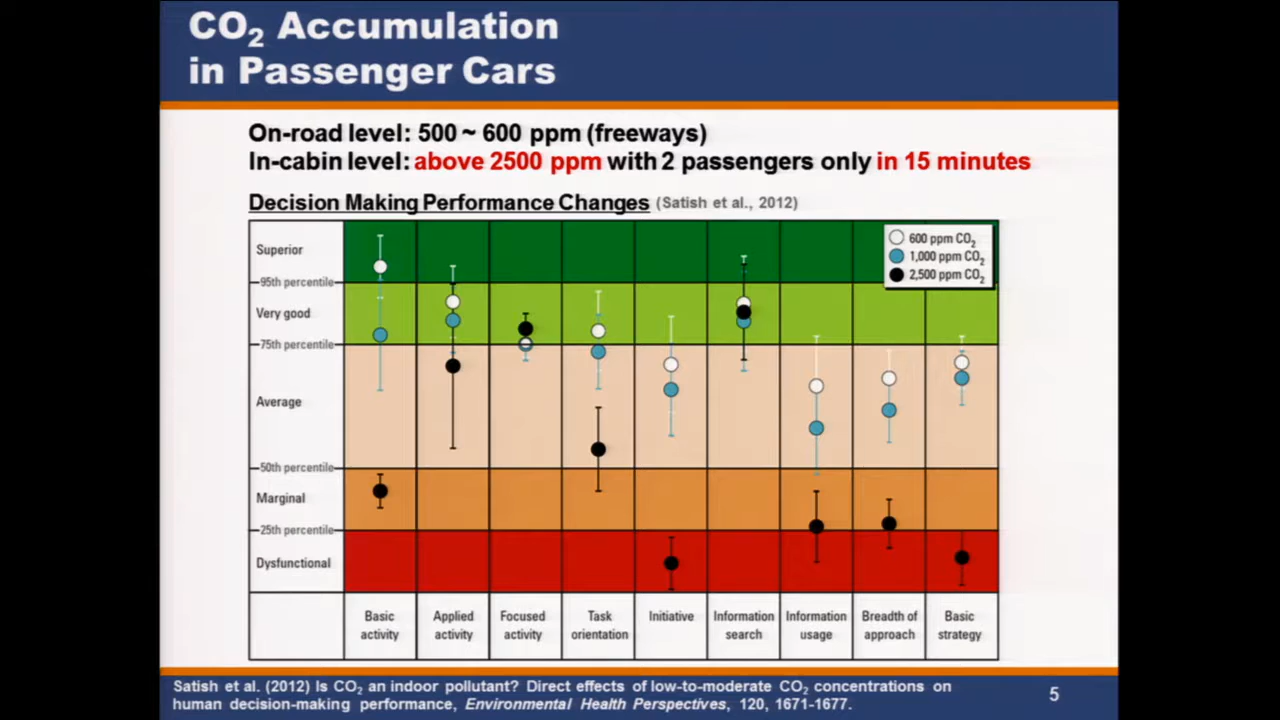 CO2 Accumulation
in Passenger Cars
On-road level: 500 ~ 600 ppm (freeways)
In-cabin level: above 2500 ppm with 2 passengers only in 15 minutes
Decision Making Performance Changes (Satish et al., 2012)
600 ppm CO2
1,000 ppm CO2
2,500 ppm CO2
Superior
95th percentile
Very good
75th percentile
Average
50th percentile
Marginal
25th percentile
Dysfunctional
Basic activity
Applied activity
Focused activity
Task orientation
Initiative
Information search
Information usage
Breadth of approach
Basic strategy
Satish et al. (2012) Is CO2 an indoor pollutant? Direct effects of low-to-moderate CO2 concentrations on
human decision-making performance, Environmental Health Perspectives, 120, 1671-1677.
5